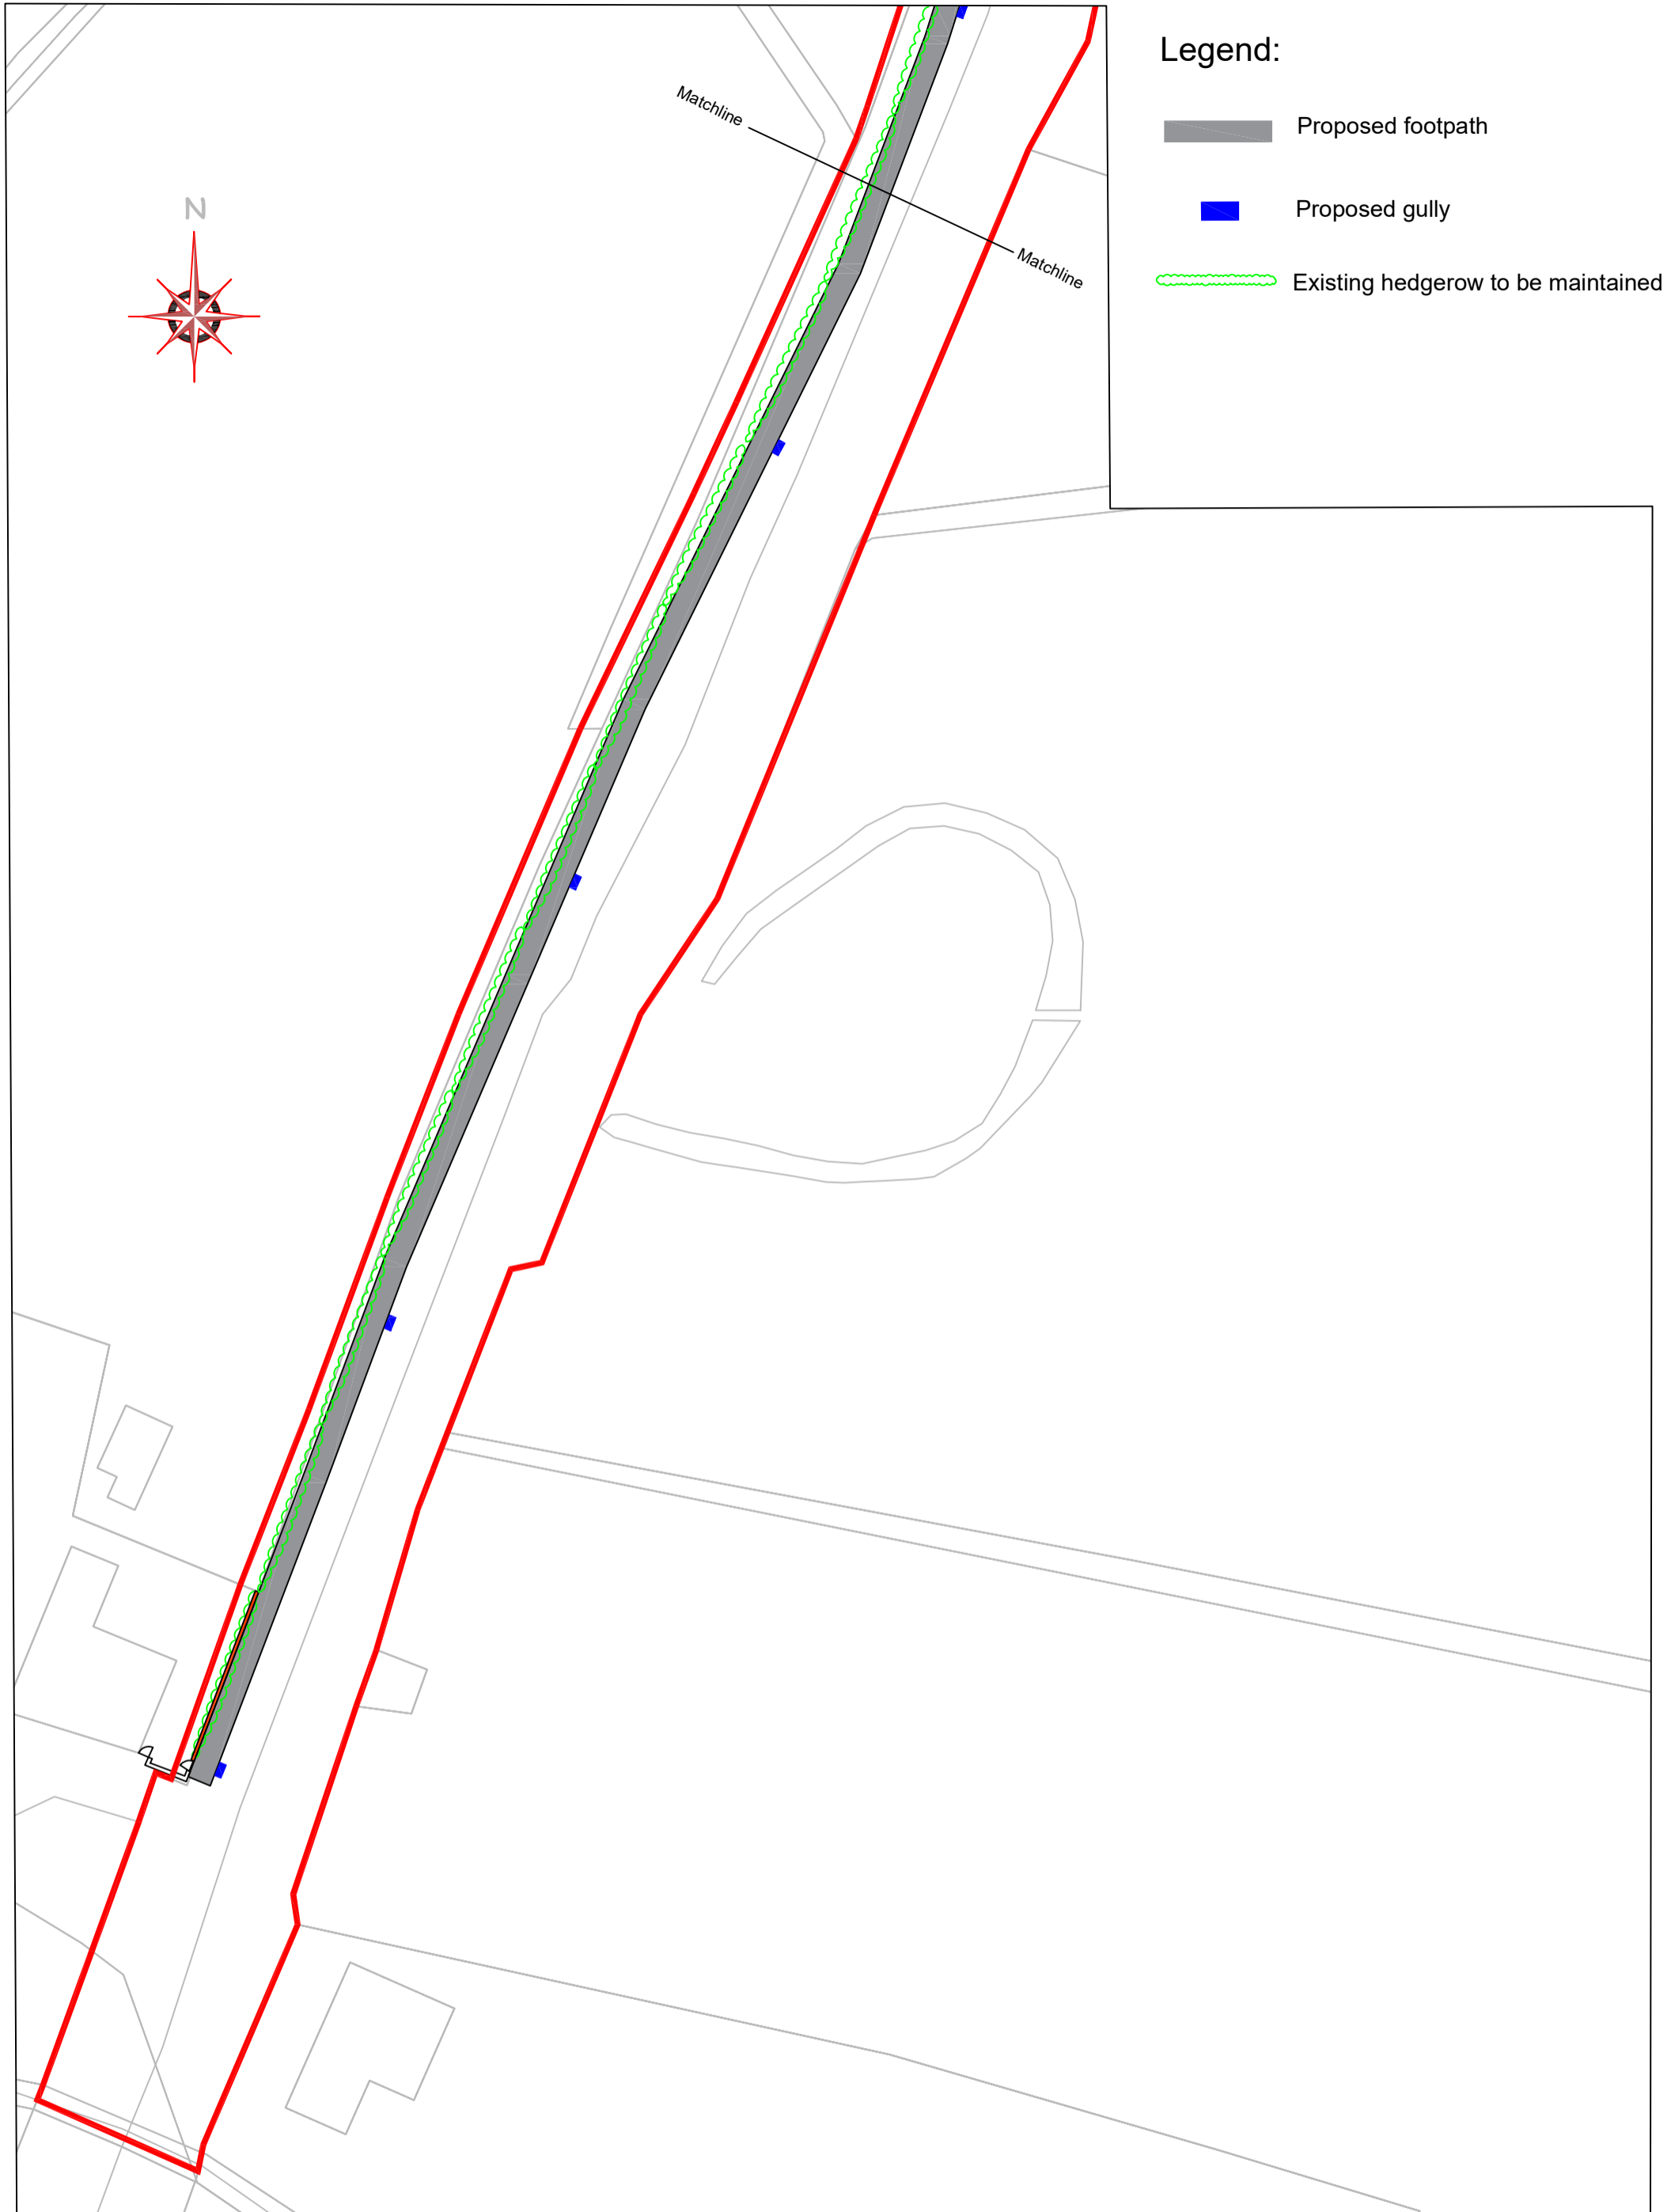 Legend:
Proposed footpath
Proposed gully
Existing hedgerow to be maintained
Matchline
Matchline
N